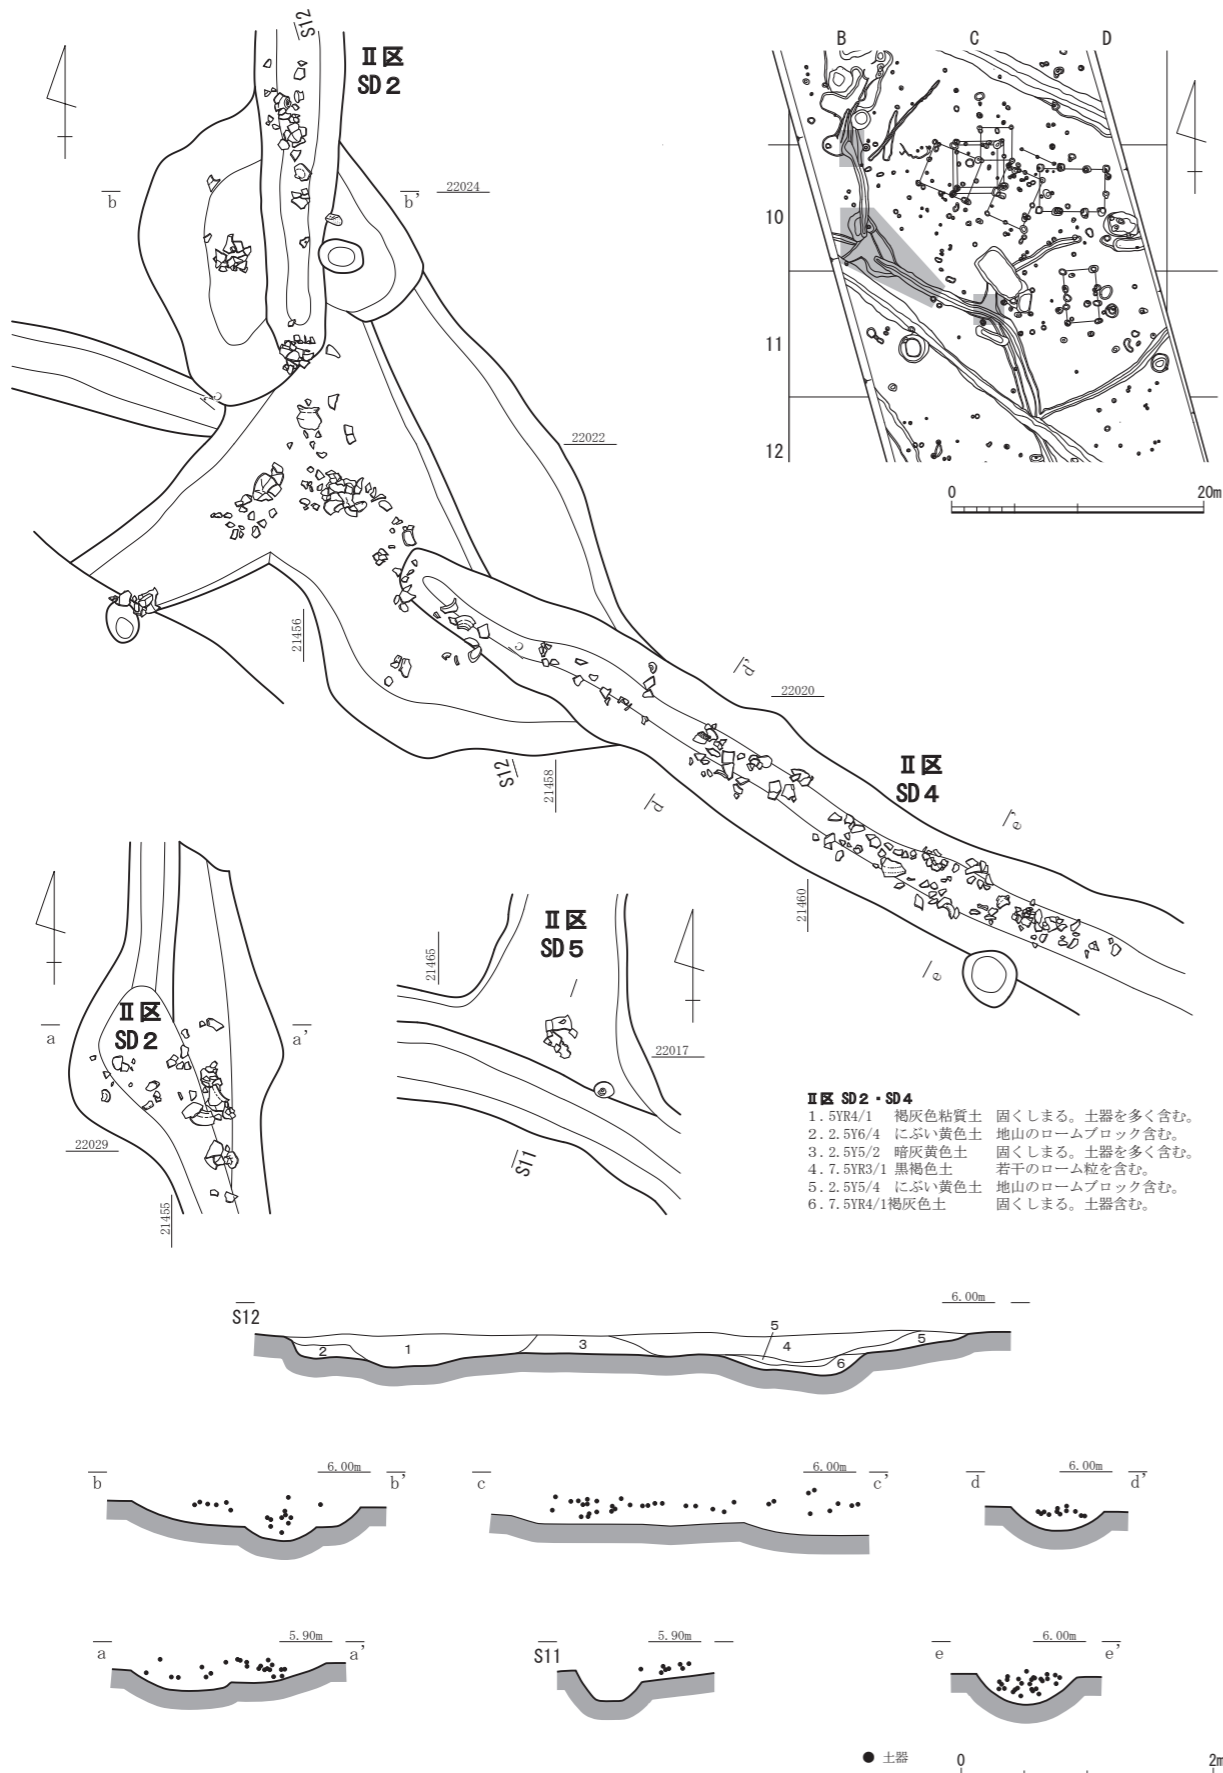 S12
Ⅱ区
SD2
b
b'
22024
c
22022
21456
c'
d'
22020
S12
21458
d
Ⅱ区
SD4
e'
21460
e
B
C
D
10
11
12
0
20m
Ⅱ区
SD2
a
a'
22029
21455
Ⅱ区
SD5
21465
22017
S11
Ⅱ区 SD2・SD4
1.5YR4/1 褐灰色粘質土 固くしまる。土器を多く含む。
2.2.5Y6/4 にぶい黄色土 地山のロームブロック含む。
3.2.5Y5/2 暗灰黄色土 固くしまる。土器を多く含む。
4.7.5YR3/1 黒褐色土 若干のローム粒を含む。
5.2.5Y5/4 にぶい黄色土 地山のロームブロック含む。
6.7.5YR4/1褐灰色土 固くしまる。土器含む。
S12
6.00m
2
1
3
5
4
6
5
b
6.00m
b'
c
6.00m
c'
d
6.00m
d'
a
5.90m
a'
S11
5.90m
e
6.00m
e'
● 土器
0
2m